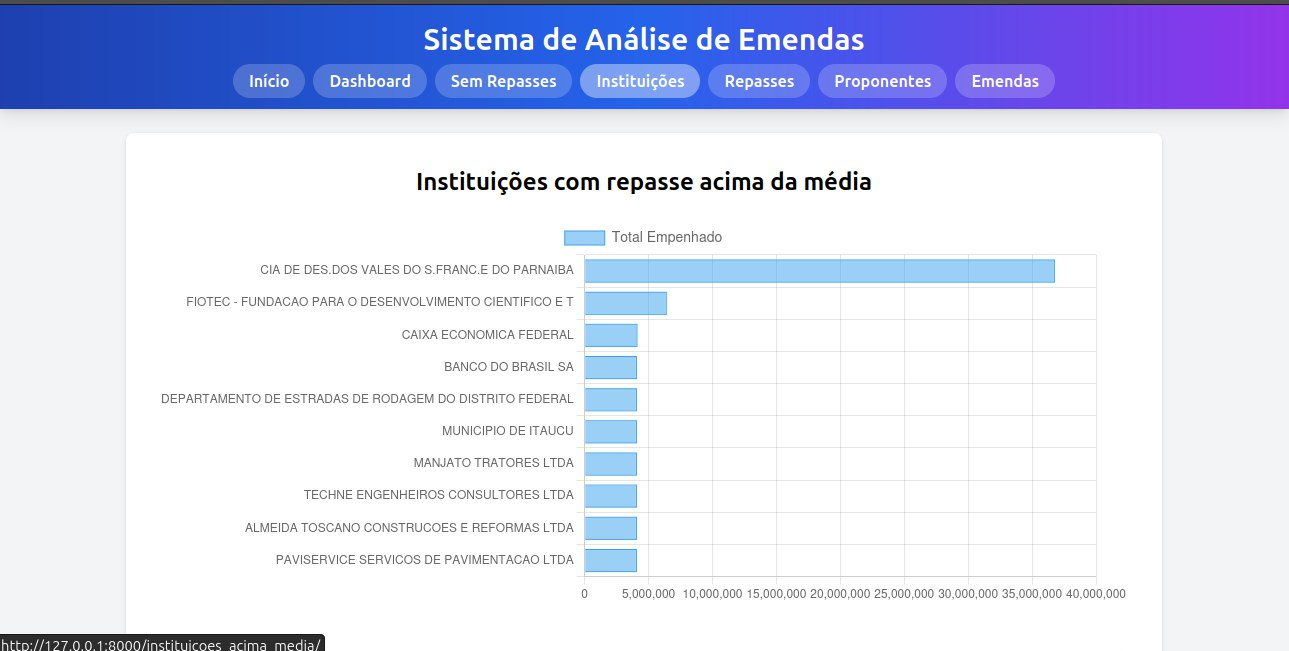 Sistema de Análise de Emendas
Início Dashboard Sem Repasses Instituições Repasses Proponentes Emendas
Instituições com repasse acima da média
Total Empenhado
CIA DE DES.DOS VALES DO S.FRANC.E DO PARNAIBA
FIOTEC - FUNDACAO PARA O DESENVOLVIMENTO CIENTIFICO E T
CAIXA ECONOMICA FEDERAL
BANCO DO BRASIL SA
DEPARTAMENTO DE ESTRADAS DE RODAGEM DO DISTRITO FEDERAL
MUNICIPIO DE ITAUCU
MANJATO TRATORES LTDA
TECHNE ENGENHEIROS CONSULTORES LTDA
ALMEIDA TOSCANO CONSTRUCOES E REFORMAS LTDA
PAVISERVICE SERVICOS DE PAVIMENTACAO LTDA
0 5,000,000 10,000,000 15,000,000 20,000,000 25,000,000 30,000,000 35,000,000 40,000,000
http://127.0.0.1:8000/instituicoes_acima_media/